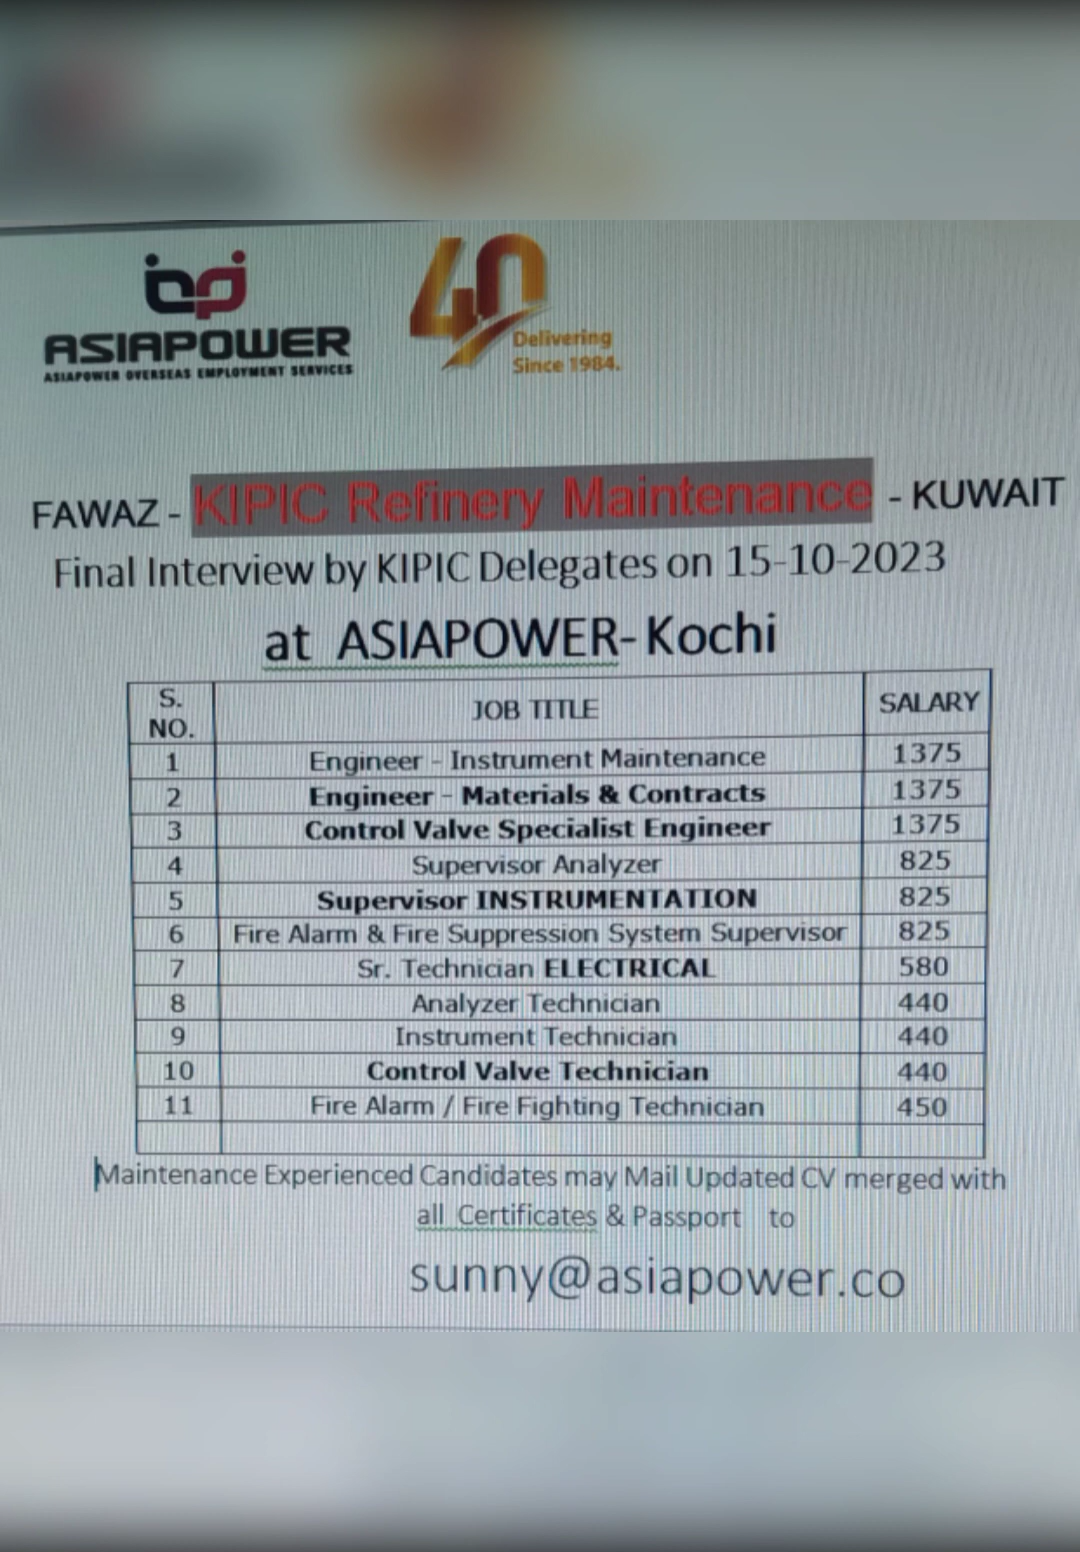 ap
ASIAPOWER
ASIAPOWER OVERSEAS EMPLOYMENT SERVICES
40
Delivering
Since 1984.
FAWAZ - KIPIC Refinery Maintenance - KUWAIT
Final Interview by KIPIC Delegates on 15-10-2023
at ASIAPOWER- Kochi
S. NO. JOB TITLE SALARY
1 Engineer - Instrument Maintenance 1375
2 Engineer - Materials & Contracts 1375
3 Control Valve Specialist Engineer 1375
4 Supervisor Analyzer 825
5 Supervisor INSTRUMENTATION 825
6 Fire Alarm & Fire Suppression System Supervisor 825
7 Sr. Technician ELECTRICAL 580
8 Analyzer Technician 440
9 Instrument Technician 440
10 Control Valve Technician 440
11 Fire Alarm / Fire Fighting Technician 450
Maintenance Experienced Candidates may Mail Updated CV merged with
all Certificates & Passport to
sunny@asiapower.co